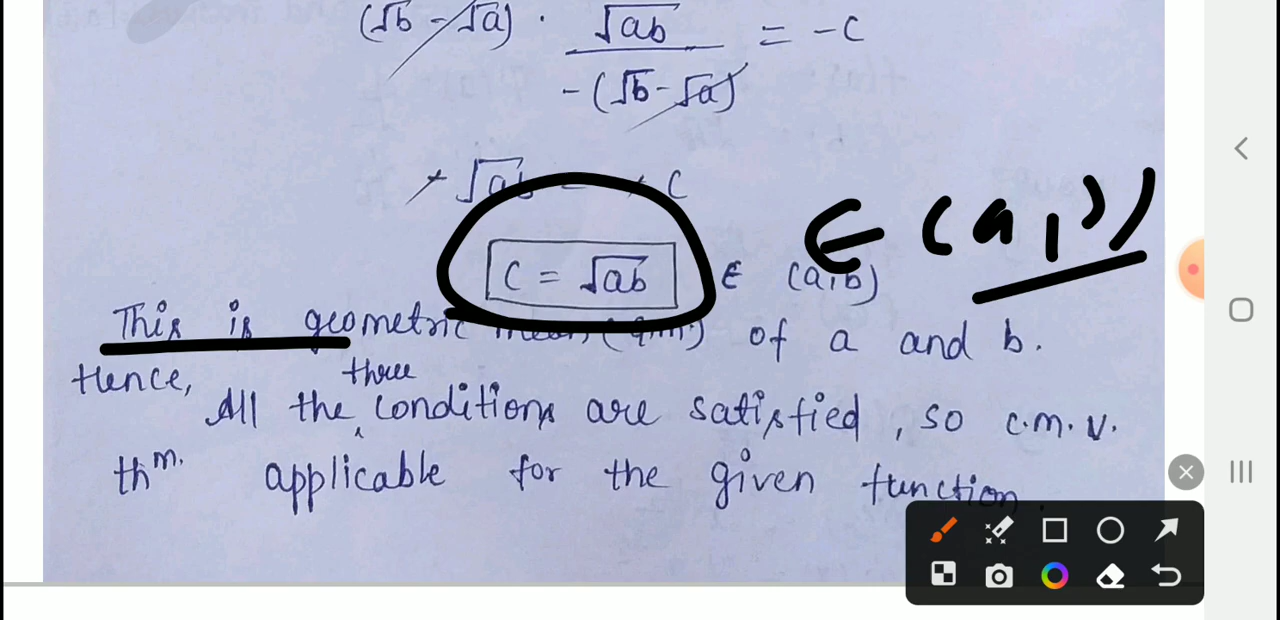 (√b - √a) · √ab / -(√b - √a) = -C
- √ab = - C
C = √ab ∈ (a,b)
∈ (a,b)
This is geometric mean (g.m.) of a and b.
Hence,
All the three conditions are satisfied, so c.m.v.
thm. applicable for the given function.